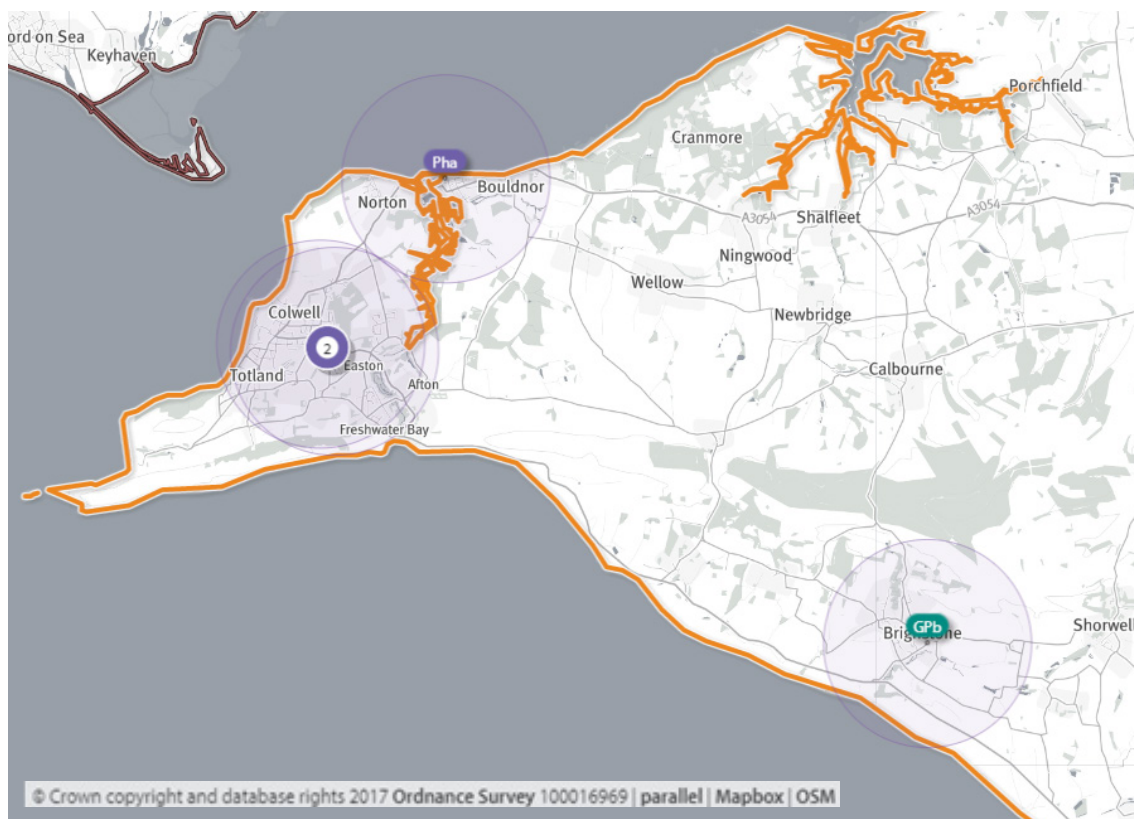 ord on Sea
Keyhaven
Porchfield
Cranmore
Pha
Bouldnor
Norton
A3054
Shalfleet
A3054
Ningwood
Wellow
Colwell
Newbridge
2
Easton
Totland
Afton
Calbourne
Freshwater Bay
GPb
Brighstone
Shorwell
© Crown copyright and database rights 2017 Ordnance Survey 100016969 | parallel | Mapbox | OSM